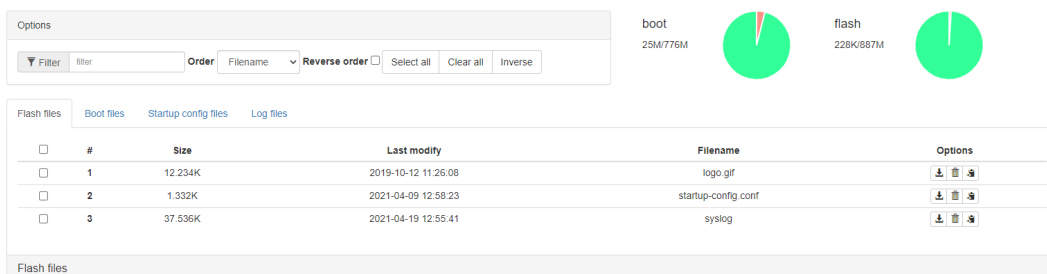 Options
boot
25M/776M
flash
228K/887M
Filter filter Order Filename Reverse order Select all Clear all Inverse
Flash files Boot files Startup config files Log files
# Size Last modify Filename Options
1 12.234K 2019-10-12 11:26:08 logo.gif
2 1.332K 2021-04-09 12:58:23 startup-config.conf
3 37.536K 2021-04-19 12:55:41 syslog
Flash files